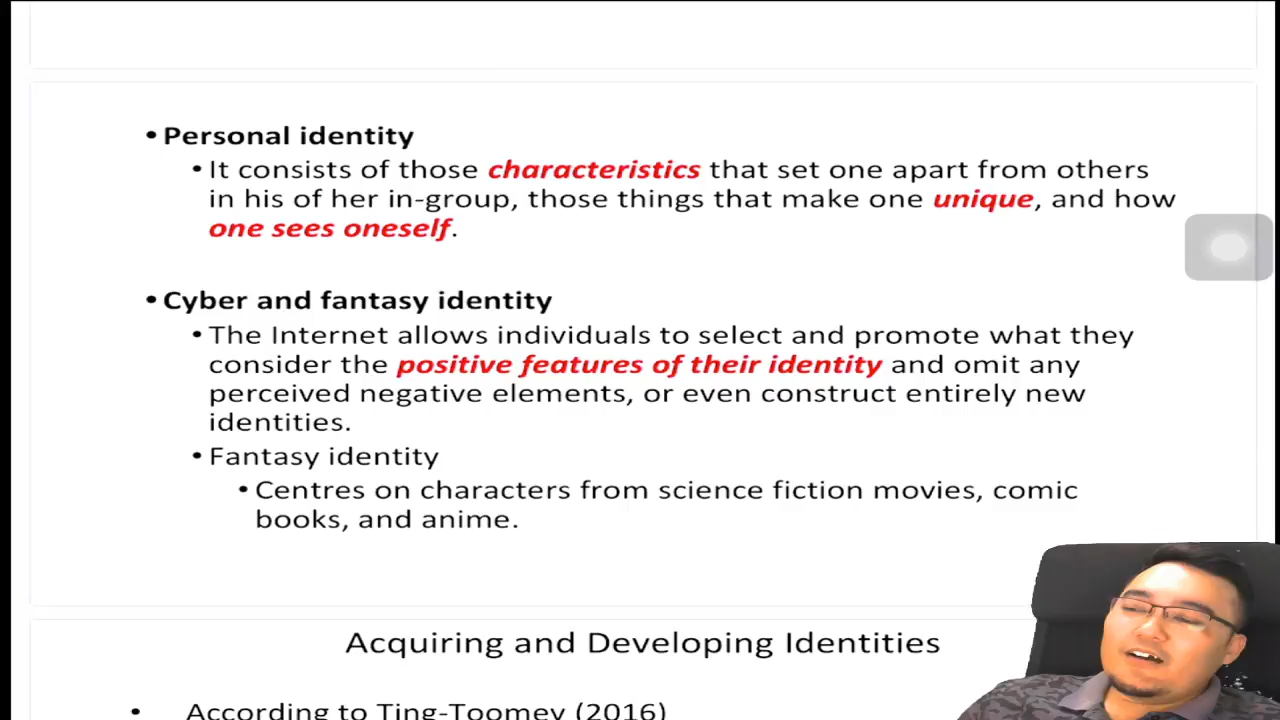 •Personal identity
•It consists of those characteristics that set one apart from others
in his of her in-group, those things that make one unique, and how
one sees oneself.
•Cyber and fantasy identity
•The Internet allows individuals to select and promote what they
consider the positive features of their identity and omit any
perceived negative elements, or even construct entirely new
identities.
•Fantasy identity
•Centres on characters from science fiction movies, comic
books, and anime.
Acquiring and Developing Identities
• According to Ting-Toomey (2016)